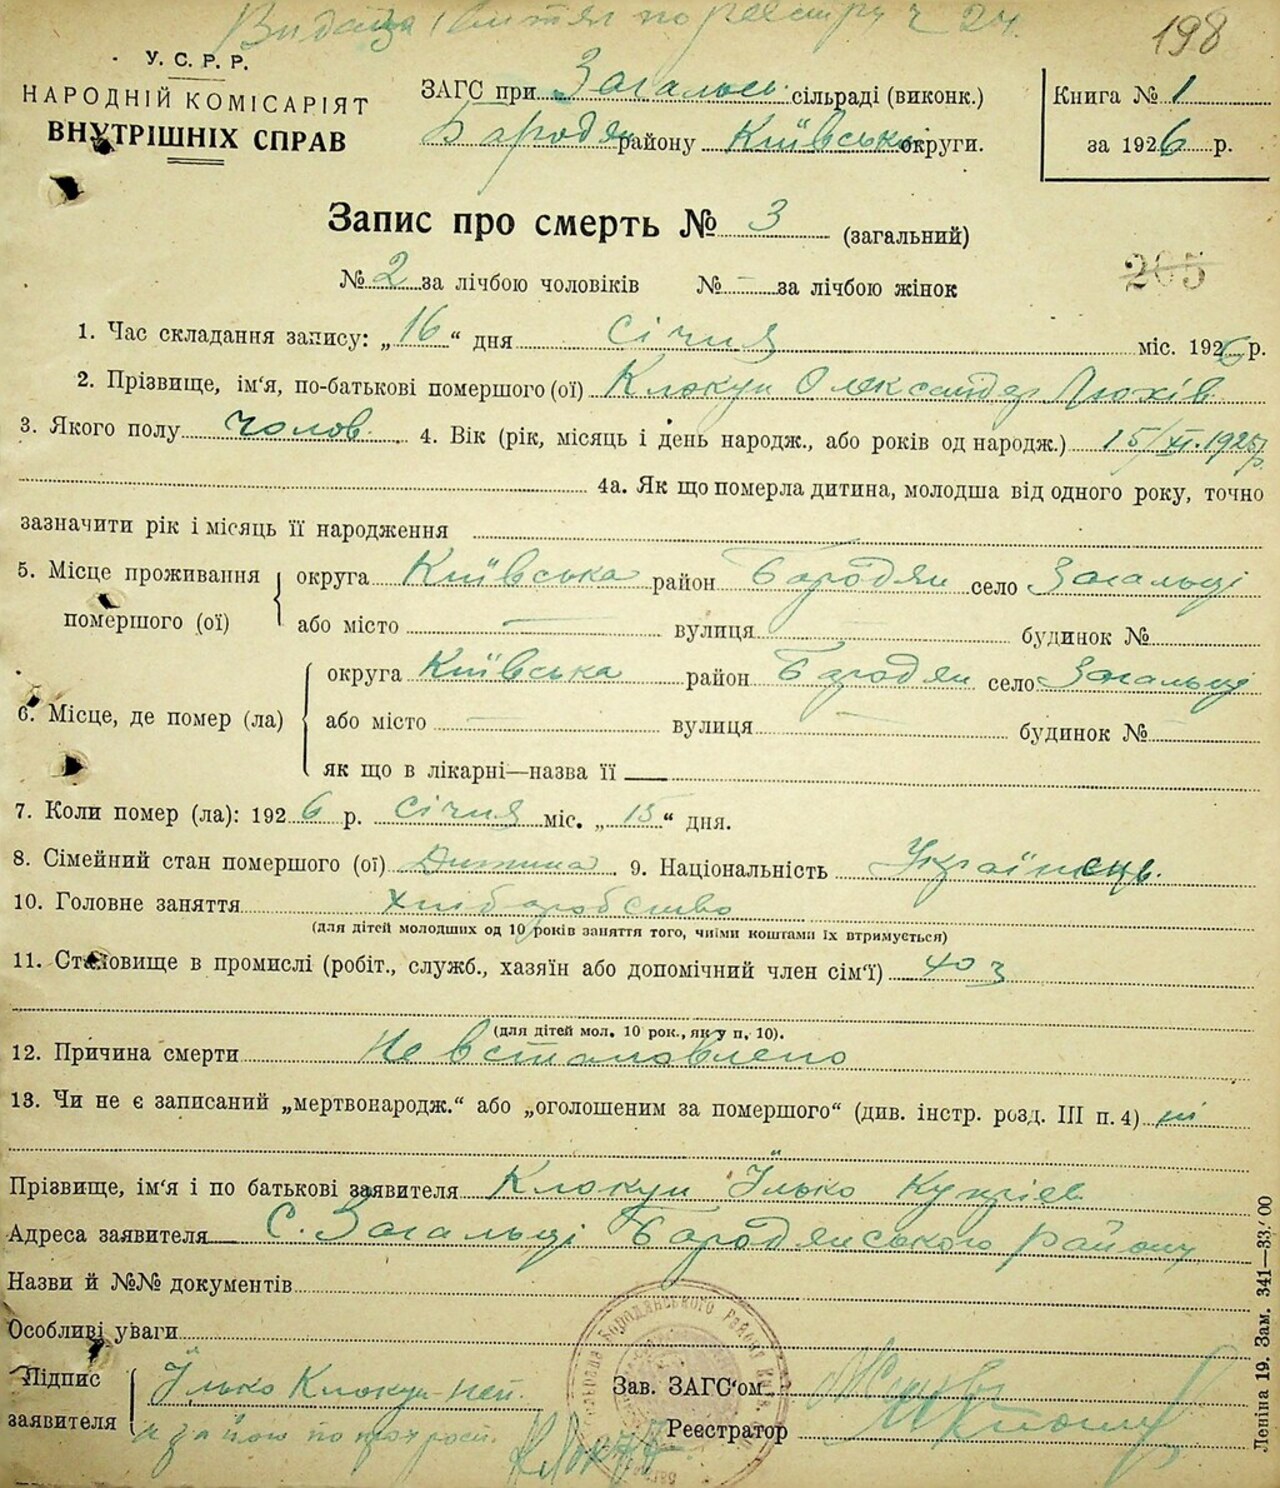 Видана витяг по реєстру ч 24.
198
У. С. Р. Р.
НАРОДНІЙ КОМІСАРІЯТ
ВНУТРІШНІХ СПРАВ
ЗАГС при Загальц. сільраді (виконк.)
Бородян району Київської округи.
Книга № 1
за 1926 р.
Запис про смерть № 3 (загальний)
№ 2 за лічбою чоловіків № — за лічбою жінок
205
1. Час складання запису: „16“ дня січня міс. 1926 р.
2. Прізвище, ім‘я, по-батькові помершого (ої) Клокун Олександр
3. Якого полу чолов. 4. Вік (рік, місяць і день народж., або років од народж.) 15/XI.1925 р.
4а. Як що померла дитина, молодша від одного року, точно
зазначити рік і місяць її народження
5. Місце проживання помершого (ої) округа Київська район Бородян село Загальці
або місто — вулиця будинок №
6. Місце, де помер (ла) округа Київська район Бородян село Загальці
або місто — вулиця — будинок № —
як що в лікарні—назва її —
7. Коли помер (ла): 1926 р. січня міс. „15“ дня.
8. Сімейний стан помершого (ої) Дитина. 9. Національність Українець.
10. Головне заняття хліборобство
(для дітей молодших од 10 років заняття того, чиїми коштами їх втримується)
11. Становище в промислі (робіт., служб., хазяїн або допомічний член сім‘ї)
(для дітей мол. 10 рок., як у п. 10).
12. Причина смерти Не встановлено
13. Чи не є записаний „мертвонародж.“ або „оголошеним за помершого“ (див. інстр. розд. III п. 4) ні
Прізвище, ім‘я і по батькові заявителя Клокун Ілько
Адреса заявителя С. Загальці Бородянського району
Назви й №№ документів
Особливі уваги
Підпис заявителя Ілько Клокун
Зав. ЗАГС‘ом
Реєстратор
Бородянського району
Леніна 19. Зам. 341—33.000